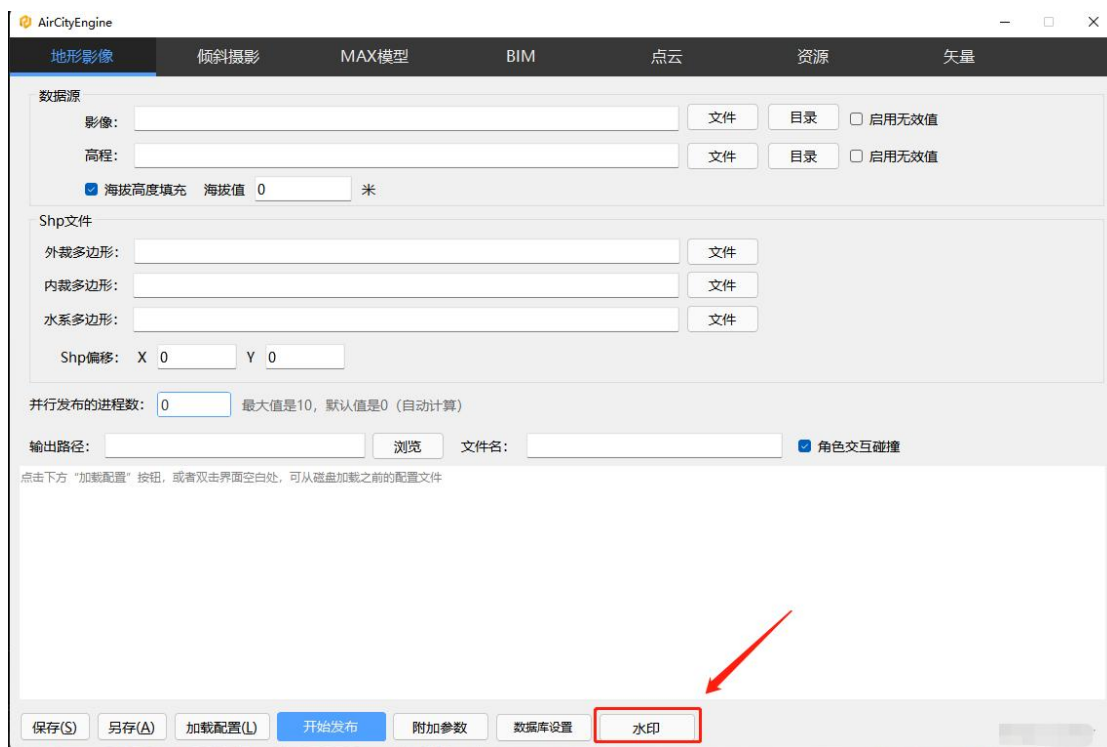 AirCityEngine
地形影像 倾斜摄影 MAX模型 BIM 点云 资源 矢量
数据源
影像： 文件 目录 启用无效值
高程： 文件 目录 启用无效值
海拔高度填充 海拔值 0 米
Shp文件
外裁多边形： 文件
内裁多边形： 文件
水系多边形： 文件
Shp偏移： X 0 Y 0
并行发布的进程数： 0 最大值是10，默认值是0（自动计算）
输出路径： 浏览 文件名： 角色交互碰撞
点击下方“加载配置”按钮，或者双击界面空白处，可从磁盘加载之前的配置文件
保存(S) 另存(A) 加载配置(L) 开始发布 附加参数 数据库设置 水印